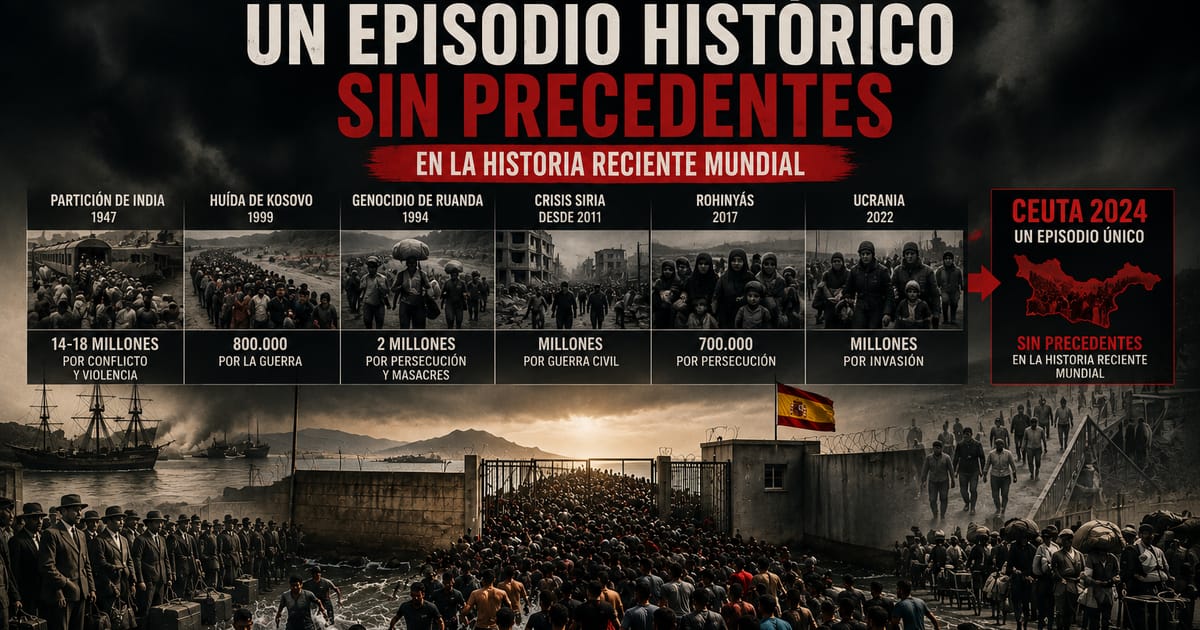 UN EPISODIO HISTÓRICO
SIN PRECEDENTES
EN LA HISTORIA RECIENTE MUNDIAL
PARTICIÓN DE INDIA
1947
14-18 MILLONES
POR CONFLICTO
Y VIOLENCIA
HUÍDA DE KOSOVO
1999
800.000
POR LA GUERRA
GENOCIDIO DE RUANDA
1994
2 MILLONES
POR PERSECUCIÓN
Y MASACRES
CRISIS SIRIA
DESDE 2011
MILLONES
POR GUERRA CIVIL
ROHINYÁS
2017
700.000
POR PERSECUCIÓN
UCRANIA
2022
MILLONES
POR INVASIÓN
CEUTA 2024
UN EPISODIO ÚNICO
SIN PRECEDENTES
EN LA HISTORIA RECIENTE
MUNDIAL